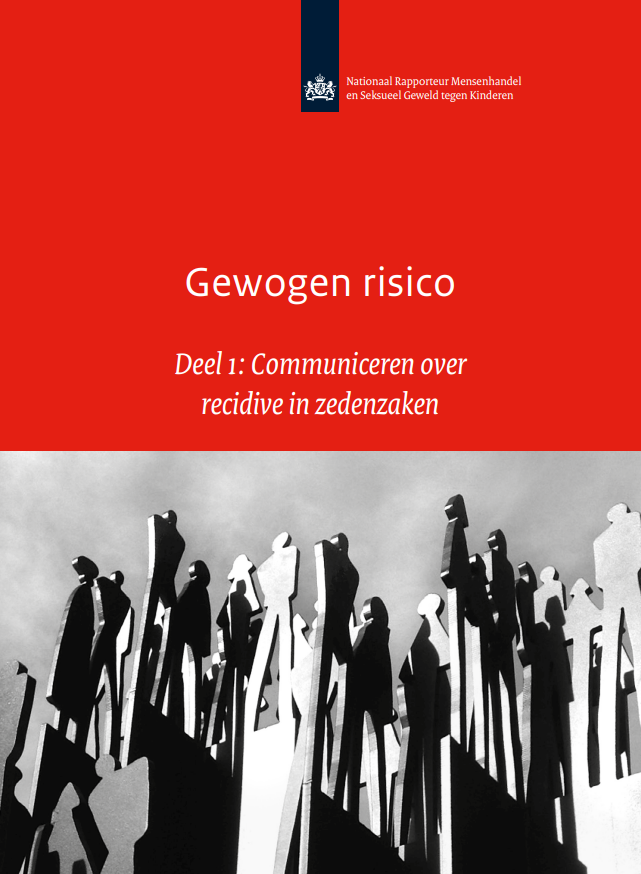 Nationaal Rapporteur Mensenhandel
en Seksueel Geweld tegen Kinderen
Gewogen risico
Deel 1: Communiceren over
recidive in zedenzaken